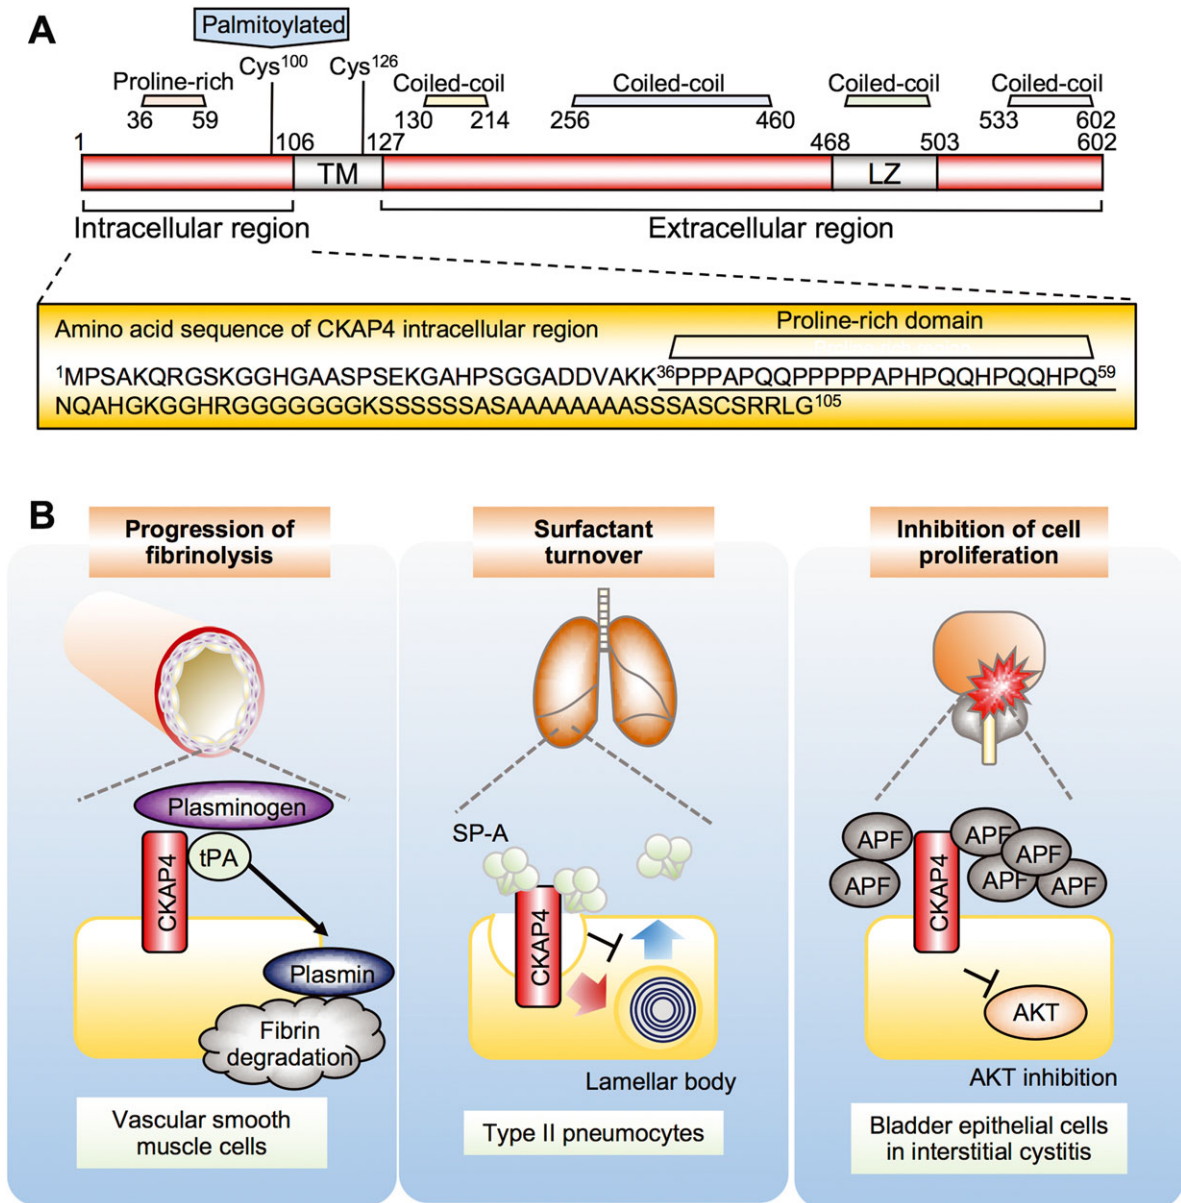 A
Palmitoylated
Cys100 Cys126
Proline-rich Coiled-coil Coiled-coil Coiled-coil Coiled-coil
36 59 130 214 256 460 533 602
1 106 127 468 503 602
TM LZ
Intracellular region Extracellular region
Amino acid sequence of CKAP4 intracellular region
Proline-rich domain
1MPSAKQRGSKGGHGAASPSEKGAHPSGGADDVAKK36PPPAPQQPPPPPAPHPQQHPQQHPQ59
NQAHGKGGHRGGGGGGGKSSSSSSASAAAAAAAASSSASCSRRLG105
B
Progression of
fibrinolysis
Plasminogen
tPA
CKAP4
Plasmin
Fibrin
degradation
Vascular smooth
muscle cells
Surfactant
turnover
SP-A
CKAP4
Lamellar body
Type II pneumocytes
Inhibition of cell
proliferation
APF APF
APF
APF APF APF
CKAP4
AKT
AKT inhibition
Bladder epithelial cells
in interstitial cystitis